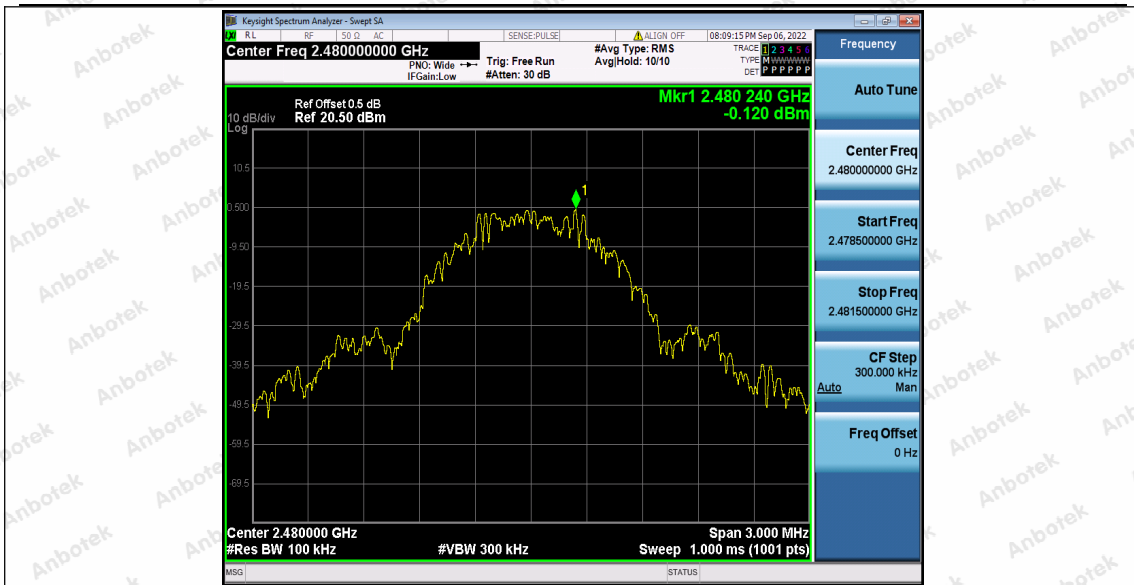 Keysight Spectrum Analyzer - Swept SA
LXI RL RF 50 Ω AC SENSE:PULSE ALIGN OFF 08:09:15 PM Sep 06, 2022
Center Freq 2.480000000 GHz
PNO: Wide
IFGain:Low
Trig: Free Run
#Atten: 30 dB
#Avg Type: RMS
Avg|Hold: 10/10
TRACE 1 2 3 4 5 6
TYPE M WWWWW
DET P P P P P P
Frequency
Auto Tune
Center Freq
2.480000000 GHz
Start Freq
2.478500000 GHz
Stop Freq
2.481500000 GHz
CF Step
300.000 kHz
Auto Man
Freq Offset
0 Hz
Mkr1 2.480 240 GHz
-0.120 dBm
Ref Offset 0.5 dB
10 dB/div Ref 20.50 dBm
Log
10.5
0.500
-9.50
-19.5
-29.5
-39.5
-49.5
-59.5
-69.5
1
Center 2.480000 GHz Span 3.000 MHz
#Res BW 100 kHz #VBW 300 kHz Sweep 1.000 ms (1001 pts)
MSG STATUS
Anbotek